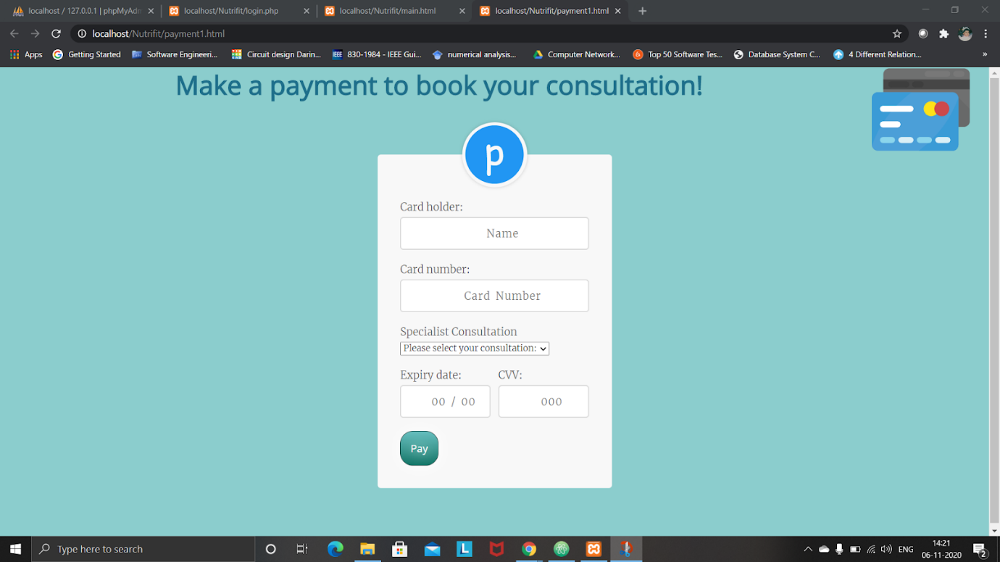 localhost / 127.0.0.1 | phpMyAdm
localhost/Nutrifit/login.php
localhost/Nutrifit/main.html
localhost/Nutrifit/payment1.html
localhost/Nutrifit/payment1.html
Apps
Getting Started
Software Engineeri...
Circuit design Darin...
IEEE
830-1984 - IEEE Gui...
numerical analysis...
Computer Network...
Top 50 Software Tes...
Database System C...
4 Different Relation...
»
Make a payment to book your consultation!
p
Card holder:
Name
Card number:
Card Number
Specialist Consultation
Please select your consultation:
Expiry date: CVV:
00 / 00 000
Pay
Type here to search
L
ENG
14:21
06-11-2020
2